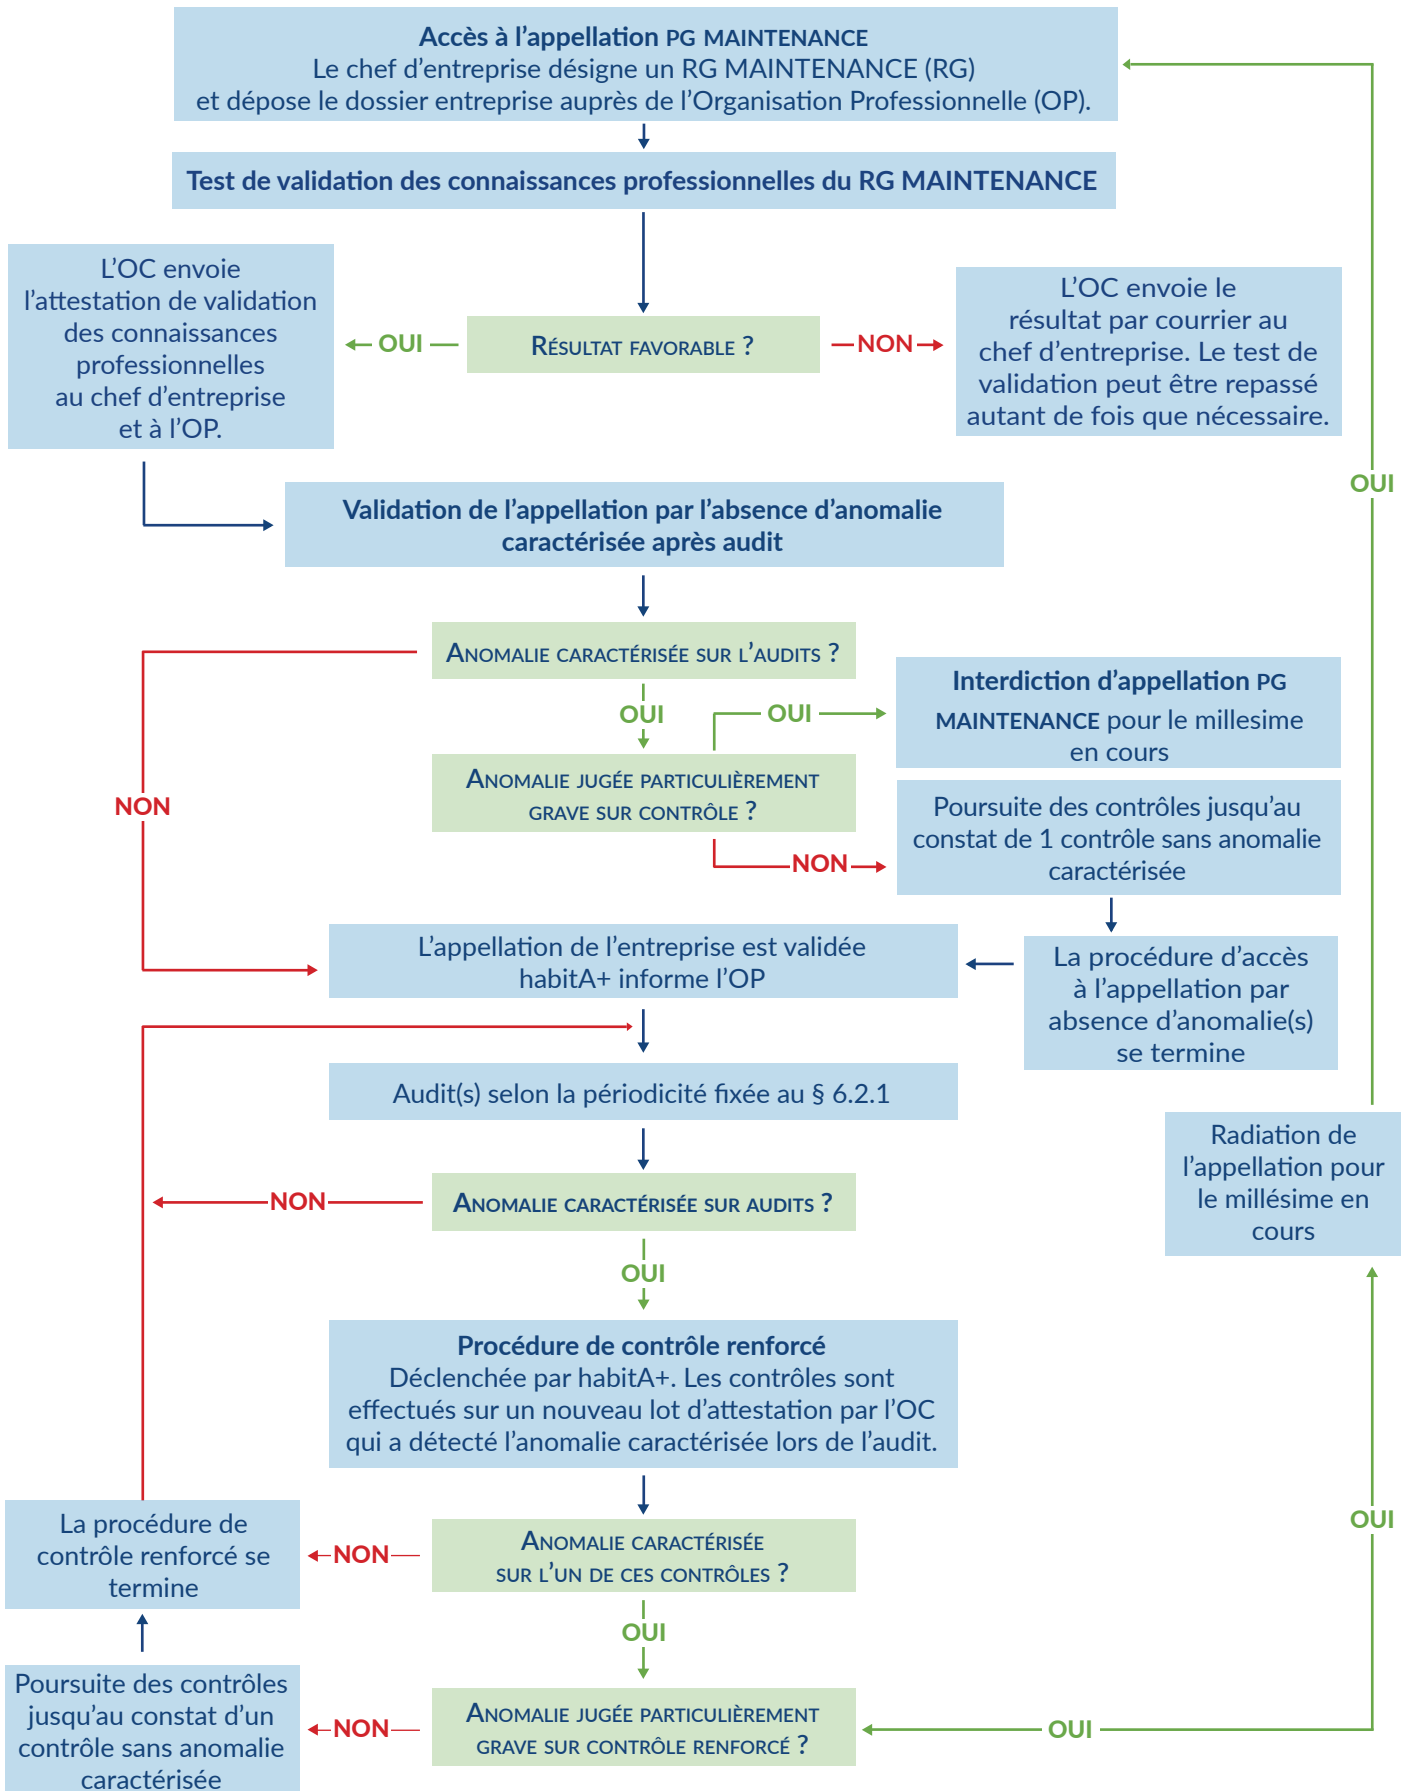 Accès à l’appellation PG MAINTENANCE
Le chef d’entreprise désigne un RG MAINTENANCE (RG)
et dépose le dossier entreprise auprès de l’Organisation Professionnelle (OP).
Test de validation des connaissances professionnelles du RG MAINTENANCE
L’OC envoie
l’attestation de validation
des connaissances
professionnelles
au chef d’entreprise
et à l’OP.
OUI
RÉSULTAT FAVORABLE ?
NON
L’OC envoie le
résultat par courrier au
chef d’entreprise. Le test de
validation peut être repassé
autant de fois que nécessaire.
OUI
Validation de l’appellation par l’absence d’anomalie
caractérisée après audit
ANOMALIE CARACTÉRISÉE SUR L’AUDITS ?
OUI
OUI
Interdiction d’appellation PG
MAINTENANCE pour le millesime
en cours
ANOMALIE JUGÉE PARTICULIÈREMENT
GRAVE SUR CONTRÔLE ?
NON
NON
Poursuite des contrôles jusqu’au
constat de 1 contrôle sans anomalie
caractérisée
L’appellation de l’entreprise est validée
habitA+ informe l’OP
La procédure d’accès
à l’appellation par
absence d’anomalie(s)
se termine
Audit(s) selon la périodicité fixée au § 6.2.1
Radiation de
l’appellation pour
le millésime en
cours
NON
ANOMALIE CARACTÉRISÉE SUR AUDITS ?
OUI
Procédure de contrôle renforcé
Déclenchée par habitA+. Les contrôles sont
effectués sur un nouveau lot d’attestation par l’OC
qui a détecté l’anomalie caractérisée lors de l’audit.
OUI
La procédure de
contrôle renforcé se
termine
NON
ANOMALIE CARACTÉRISÉE
SUR L’UN DE CES CONTRÔLES ?
OUI
Poursuite des contrôles
jusqu’au constat d’un
contrôle sans anomalie
caractérisée
NON
ANOMALIE JUGÉE PARTICULIÈREMENT
GRAVE SUR CONTRÔLE RENFORCÉ ?
OUI